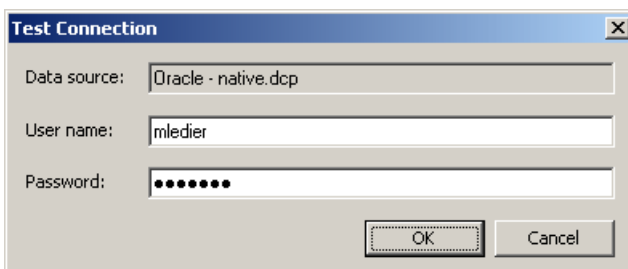 Test Connection
Data source: Oracle - native.dcp
User name: mledier
Password: •••••••
OK Cancel